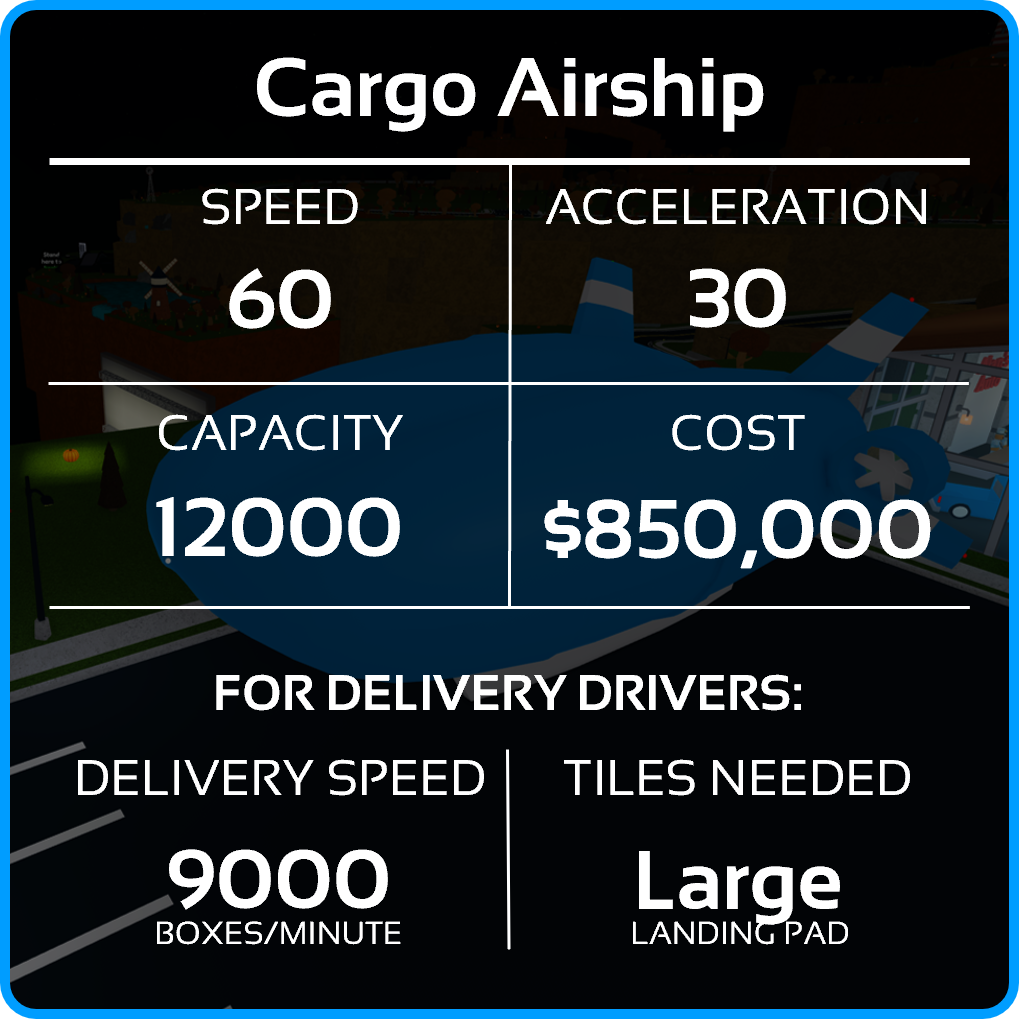 Cargo Airship
SPEED
60
ACCELERATION
30
CAPACITY
12000
COST
$850,000
FOR DELIVERY DRIVERS:
DELIVERY SPEED
9000
BOXES/MINUTE
TILES NEEDED
Large
LANDING PAD